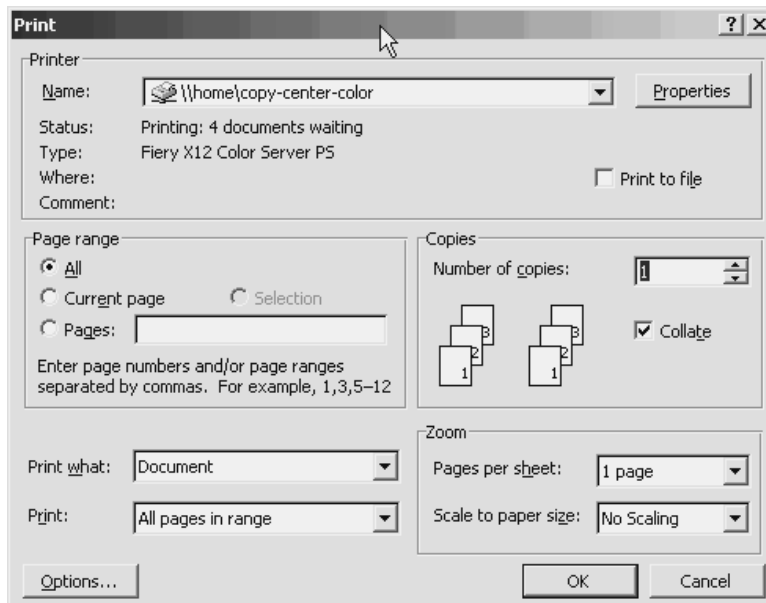 Print
Printer
Name: \\home\copy-center-color Properties
Status: Printing: 4 documents waiting
Type: Fiery X12 Color Server PS
Where: Print to file
Comment:
Page range
All
Current page Selection
Pages:
Enter page numbers and/or page ranges
separated by commas. For example, 1,3,5–12
Copies
Number of copies: 1
3 3
2 2
1 1
Collate
Print what: Document
Print: All pages in range
Zoom
Pages per sheet: 1 page
Scale to paper size: No Scaling
Options... OK Cancel